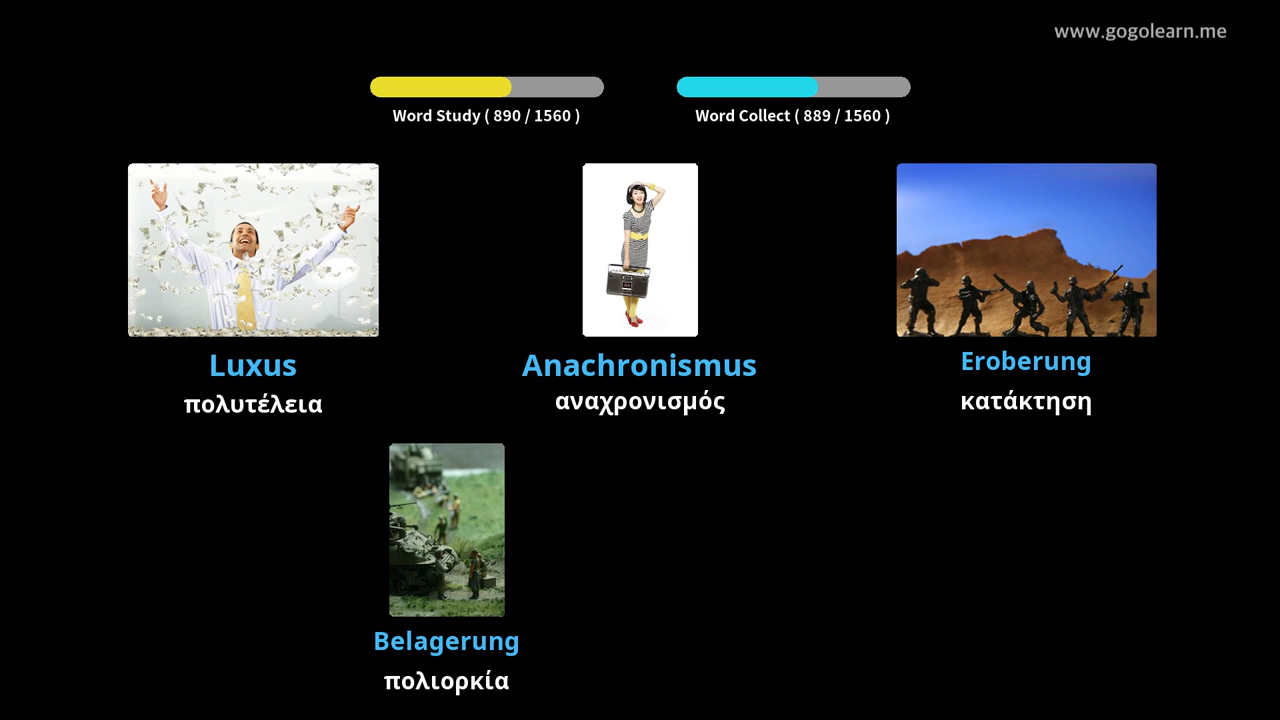 www.gogolearn.me
Word Study ( 890 / 1560 )
Word Collect ( 889 / 1560 )
Luxus
πολυτέλεια
Anachronismus
αναχρονισμός
Eroberung
κατάκτηση
Belagerung
πολιορκία